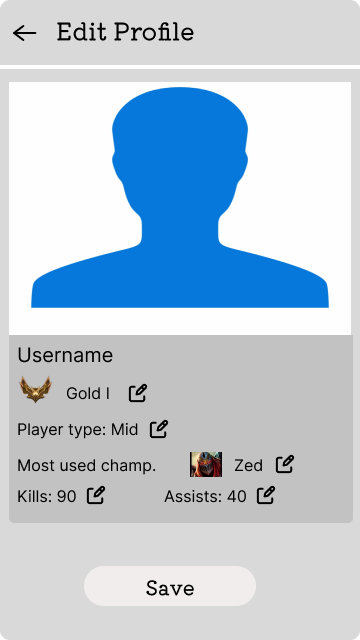 Edit Profile
Username
Gold I
Player type: Mid
Most used champ. Zed
Kills: 90 Assists: 40
Save